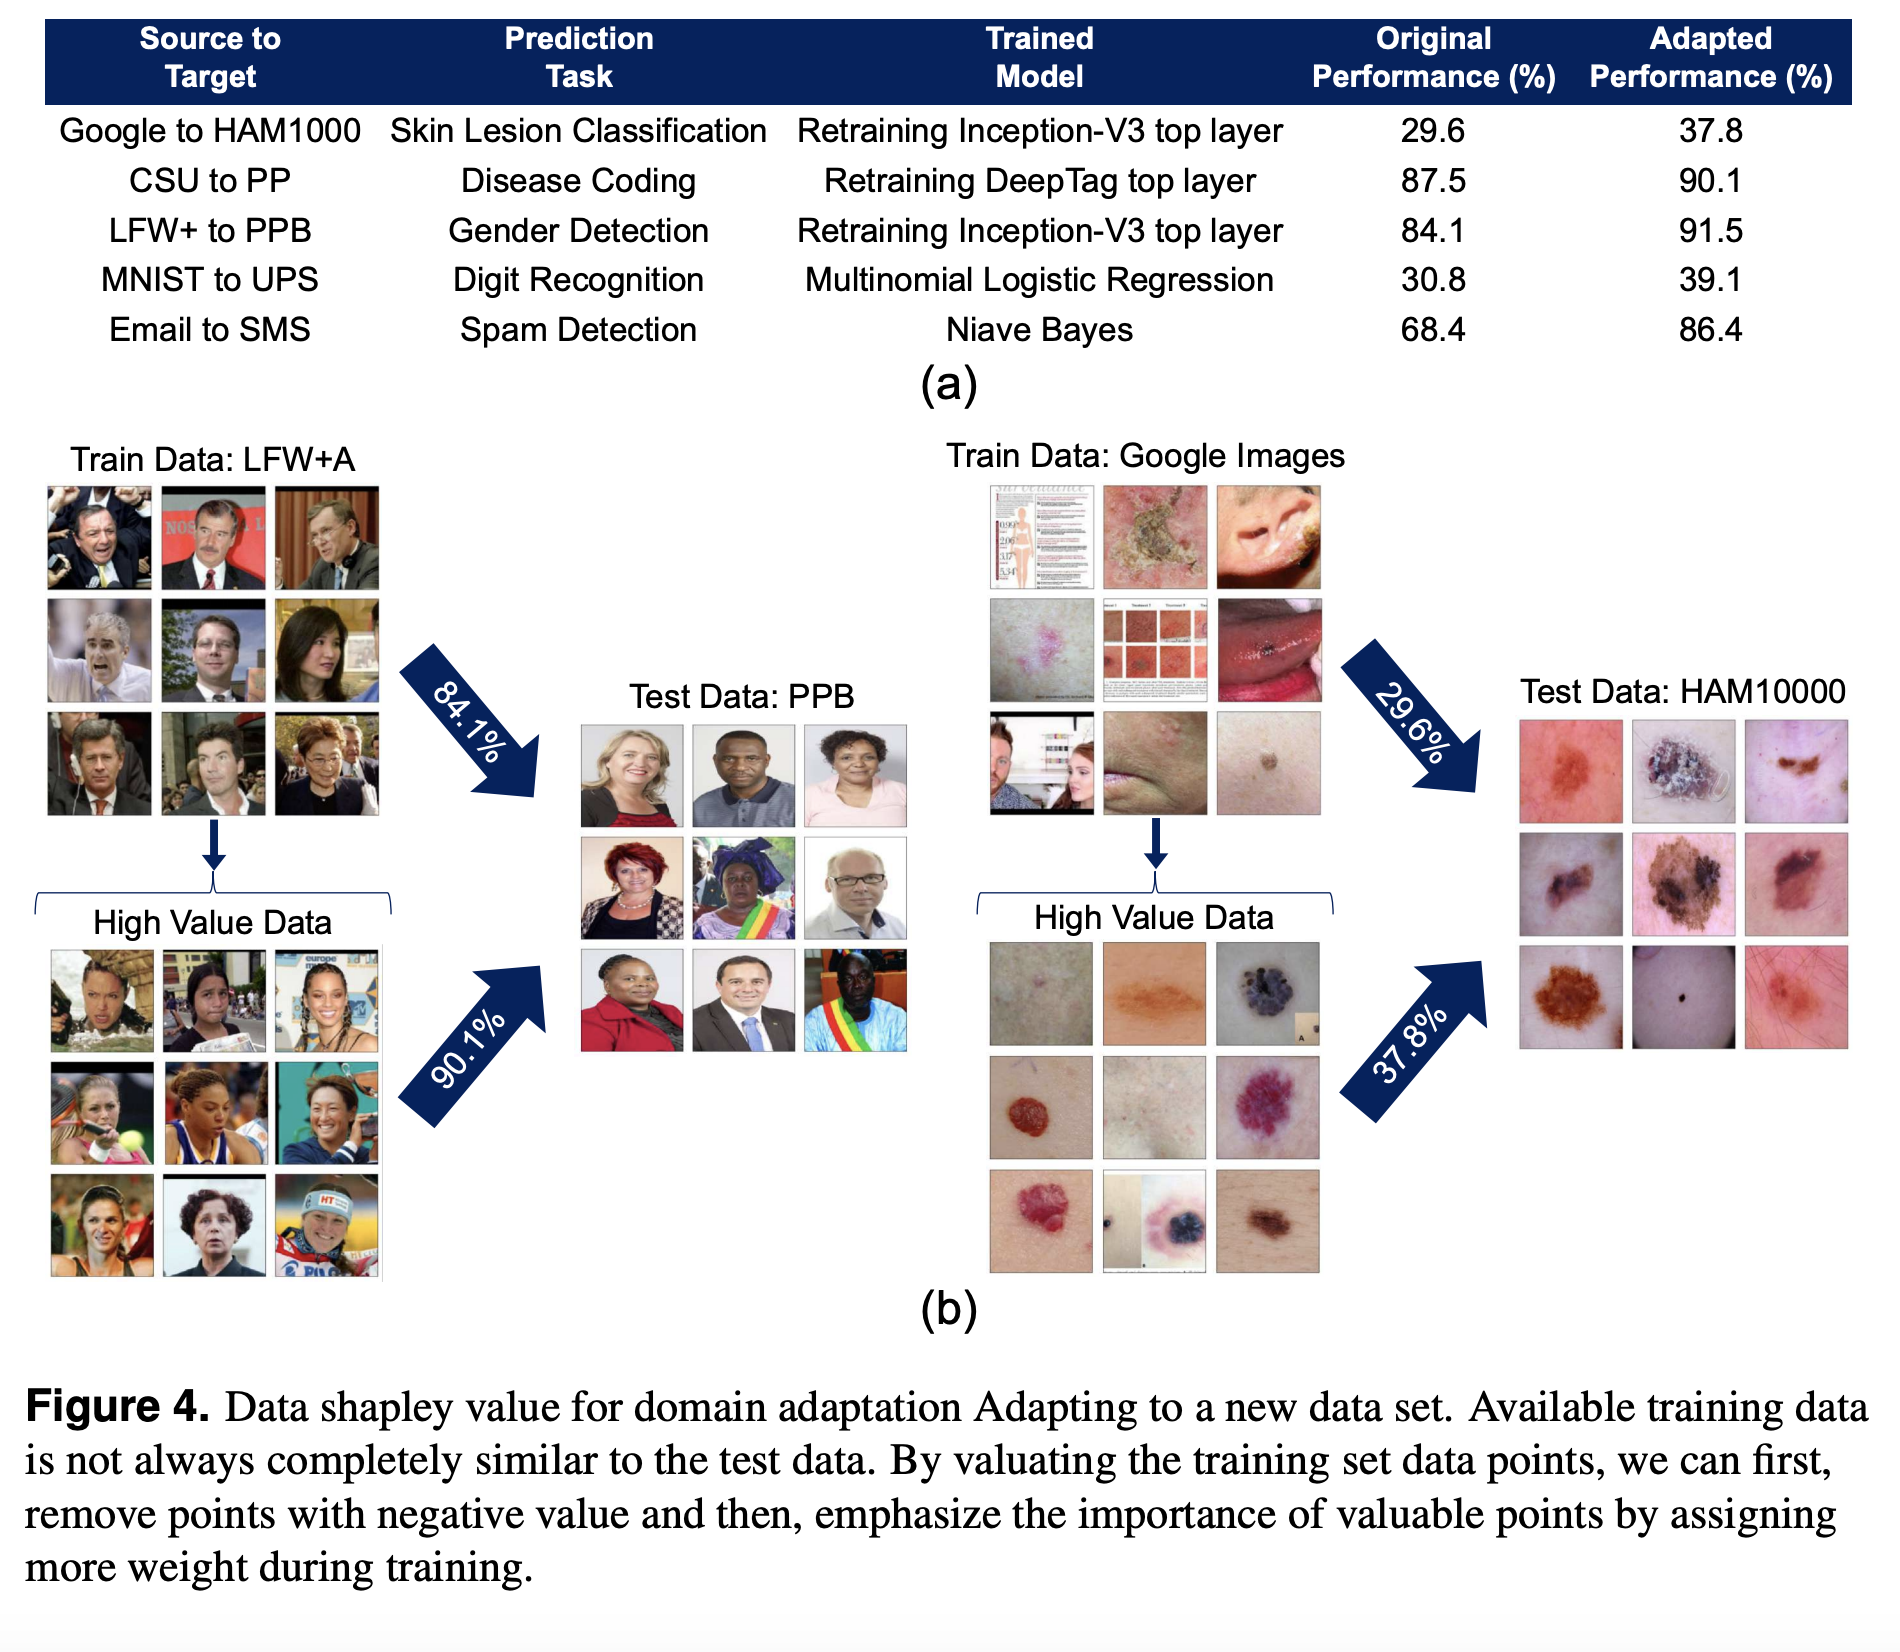 Source to Target Prediction Task Trained Model Original Performance (%) Adapted Performance (%)
Google to HAM1000 Skin Lesion Classification Retraining Inception-V3 top layer 29.6 37.8
CSU to PP Disease Coding Retraining DeepTag top layer 87.5 90.1
LFW+ to PPB Gender Detection Retraining Inception-V3 top layer 84.1 91.5
MNIST to UPS Digit Recognition Multinomial Logistic Regression 30.8 39.1
Email to SMS Spam Detection Niave Bayes 68.4 86.4
(a)
Train Data: LFW+A
84.1%
Test Data: PPB
High Value Data
90.1%
Train Data: Google Images
29.6%
Test Data: HAM10000
High Value Data
37.8%
(b)
Figure 4. Data shapley value for domain adaptation Adapting to a new data set. Available training data
is not always completely similar to the test data. By valuating the training set data points, we can first,
remove points with negative value and then, emphasize the importance of valuable points by assigning
more weight during training.